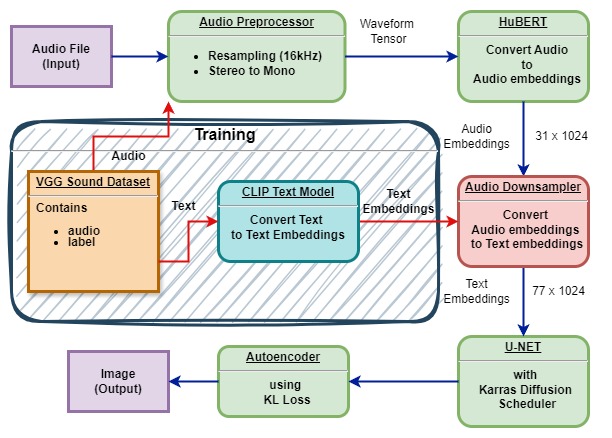 Audio File
(Input)
Audio Preprocessor
• Resampling (16kHz)
• Stereo to Mono
Waveform
Tensor
HuBERT
Convert Audio
to
Audio embeddings
Training
Audio
Audio
Embeddings
31 x 1024
VGG Sound Dataset
Contains
• audio
• label
Text
CLIP Text Model
Convert Text
to Text Embeddings
Text
Embeddings
Audio Downsampler
Convert
Audio embeddings
to Text embeddings
Text
Embeddings
77 x 1024
Image
(Output)
Autoencoder
using
KL Loss
U-NET
with
Karras Diffusion
Scheduler